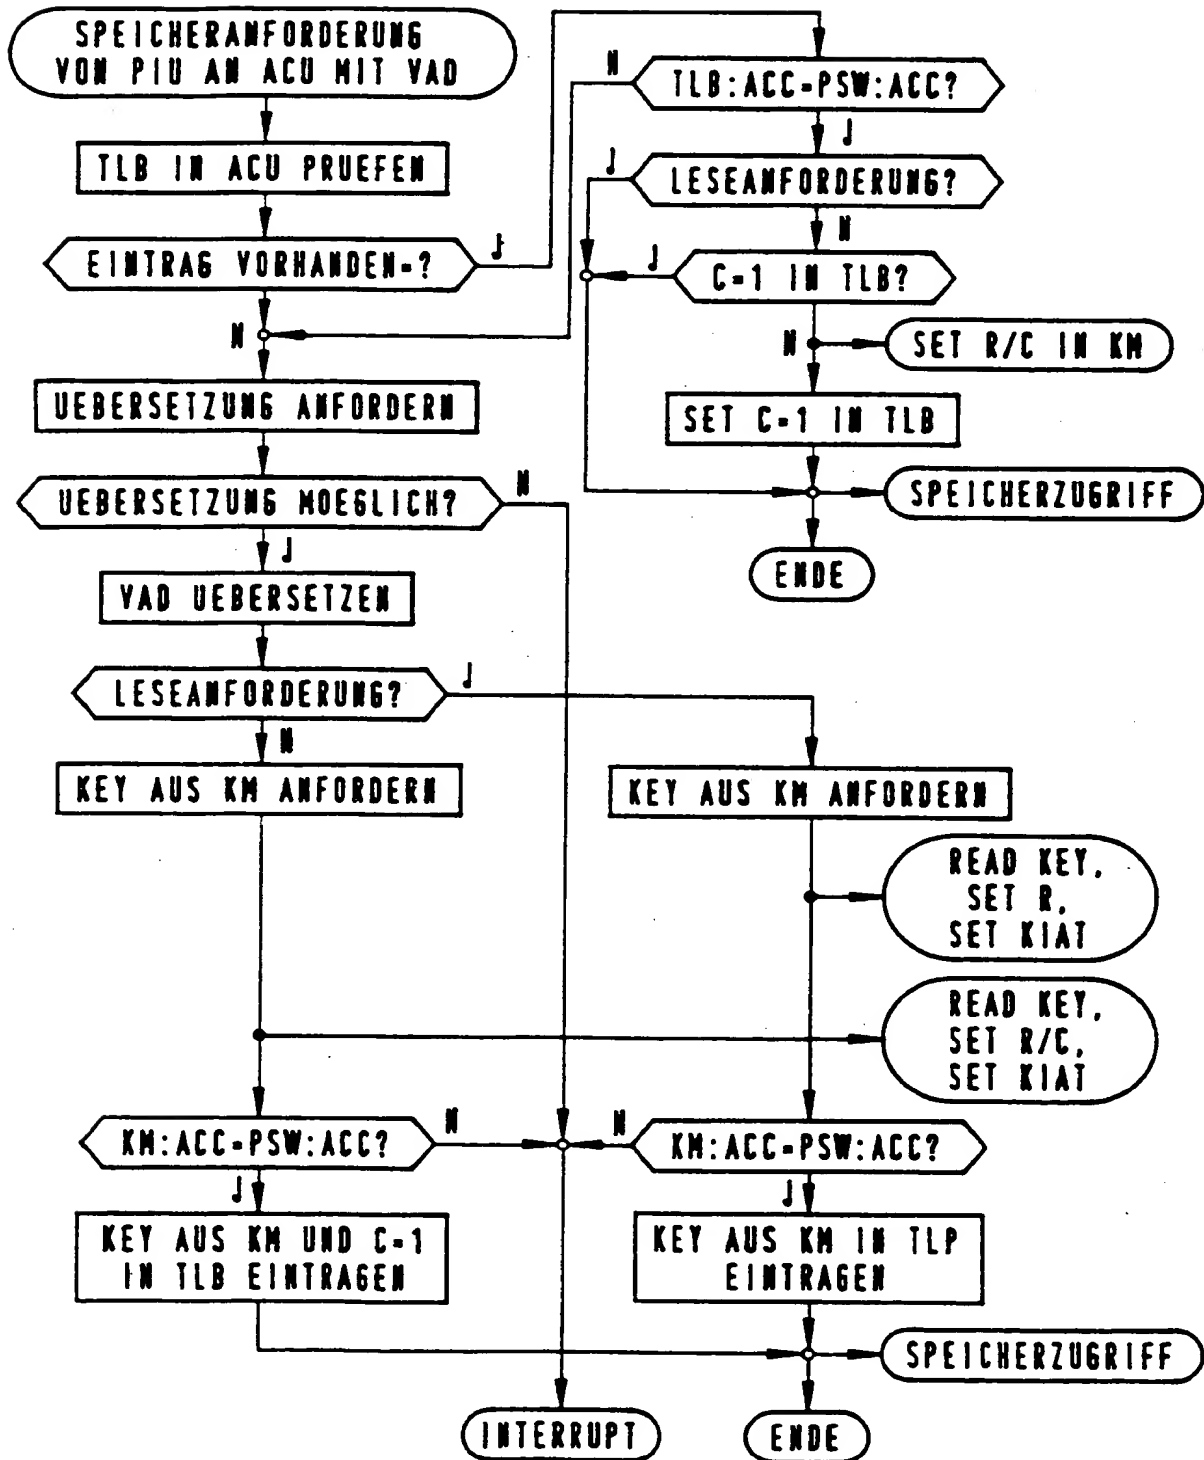 SPEICHERANFORDERUNG
VON PIU AN ACU MIT VAD
TLB IN ACU PRUEFEN
EINTRAG VORHANDEN=?
J
N
UEBERSETZUNG ANFORDERN
UEBERSETZUNG MOEGLICH?
N
J
VAD UEBERSETZEN
LESEANFORDERUNG?
J
N
KEY AUS KM ANFORDERN
KM:ACC=PSW:ACC?
N
J
KEY AUS KM UND C=1
IN TLB EINTRAGEN
N
TLB:ACC=PSW:ACC?
J
J
LESEANFORDERUNG?
N
J
C=1 IN TLB?
N
SET R/C IN KM
SET C=1 IN TLB
SPEICHERZUGRIFF
ENDE
KEY AUS KM ANFORDERN
READ KEY,
SET R,
SET KIAT
READ KEY,
SET R/C,
SET KIAT
N
KM:ACC=PSW:ACC?
J
KEY AUS KM IN TLP
EINTRAGEN
SPEICHERZUGRIFF
INTERRUPT
ENDE